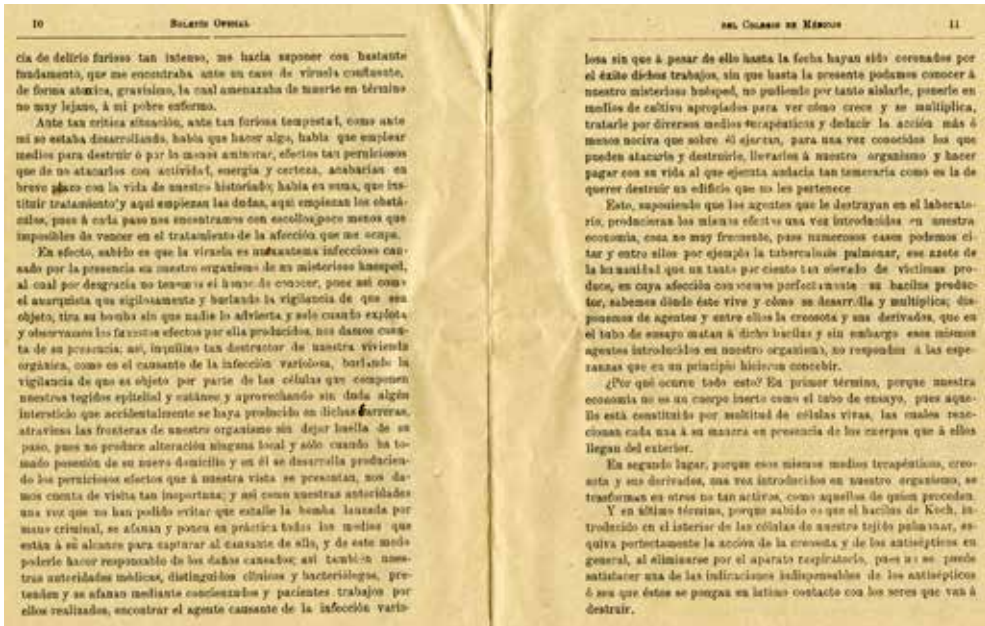 10 BOLETÍN OFICIAL
cia de delirio furioso tan intenso, me hacía suponer con bastante
fundamento, que me encontraba ante un caso de viruela confluente,
de forma atáxica, gravísima, la cual amenazaba de muerte en término
no muy lejano, á mi pobre enfermo.
Ante tan crítica situación, ante tan furiosa tempestad, como ante
mí se estaba desarrollando, había que hacer algo, había que emplear
medios para destruir ó por lo menos aminorar, efectos tan perniciosos
que de no atacarlos con actividad, energía y certeza, acabarían en
breve plazo con la vida de nuestro historiado; había en suma, que ins-
tituir tratamiento y aquí empiezan las dudas, aquí empiezan los obstá-
culos, pues á cada paso nos encontramos con escollos poco menos que
imposibles de vencer en el tratamiento de la afección que me ocupa.
En efecto, sabido es que la viruela es un exantema infeccioso cau-
sado por la presencia en nuestro organismo de un misterioso huésped,
al cual por desgracia no tenemos el honor de conocer, pues así como
el anarquista que sigilosamente y burlando la vigilancia de que sea
objeto, tira su bomba sin que nadie lo advierta y solo cuando explota
y observamos los funestos efectos por ella producidos, nos damos cuen-
ta de su presencia; así, inquilino tan destructor de nuestra vivienda
orgánica, como es el causante de la infección variolosa, burlando la
vigilancia de que es objeto por parte de las células que componen
nuestros tegidos epitelial y cutáneo y aprovechando sin duda algún
intersticio que accidentalmente se haya producido en dichas barreras,
atraviesa las fronteras de nuestro organismo sin dejar huella de su
paso, pues no produce alteración ninguna local y sólo cuando ha to-
mado posesión de su nuevo domicilio y en él se desarrolla producien-
do los perniciosos efectos que á nuestra vista se presentan, nos da-
mos cuenta de visita tan inoportuna; y así como nuestras autoridades
una vez que no han podido evitar que estalle la bomba lanzada por
mano criminal, se afanan y ponen en práctica todos los medios que
están á su alcance para capturar al causante de ello, y de este modo
poderle hacer responsable de los daños causados; así también nues-
tras autoridades médicas, distinguidos clínicos y bacteriólogos, pre-
tenden y se afanan mediante concienzudos y pacientes trabajos por
ellos realizados, encontrar el agente causante de la infección vario-
DEL COLEGIO DE MÉDICOS 11
losa sin que á pesar de ello hasta la fecha hayan sido coronados por
el éxito dichos trabajos, sin que hasta la presente podamos conocer á
nuestro misterioso huésped, no pudiendo por tanto aislarle, ponerle en
medios de cultivo apropiados para ver cómo crece y se multiplica,
tratarle por diversos medios terapéuticos y deducir la acción más ó
menos nociva que sobre él ejerzan, para una vez conocidos los que
pueden atacarlo y destruirle, llevarlos á nuestro organismo y hacer
pagar con su vida al que ejecuta audacia tan temeraria como es la de
querer destruir un edificio que no les pertenece
Esto, suponiendo que los agentes que le destruyan en el laborato-
rio, produzcan los mismos efectos una vez introducidos en nuestra
economía, cosa no muy frecuente, pues numerosos casos podemos ci-
tar y entre ellos por ejemplo la tuberculosis pulmonar, ese azote de
la humanidad que un tanto por ciento tan elevado de víctimas pro-
duce, en cuya afección conocemos perfectamente su bacilus produc-
tor, sabemos dónde éste vive y cómo se desarrolla y multiplica; dis-
ponemos de agentes y entre ellos la creosota y sus derivados, que en
el tubo de ensayo matan á dicho bacilus y sin embargo esos mismos
agentes introducidos en nuestro organismo, no responden á las espe-
ranzas que en un principio hicieron concebir.
¿Por qué ocurre todo esto? En primer término, porque nuestra
economía no es un cuerpo inerte como el tubo de ensayo, pues aque-
lla está constituído por multitud de células vivas, las cuales reac-
cionan cada una á su manera en presencia de los cuerpos que á ellos
llegan del exterior.
En segundo lugar, porque esos mismos medios terapéuticos, creo-
sota y sus derivados, una vez introducidos en nuestro organismo, se
trasforman en otros no tan activos, como aquellos de quien proceden.
Y en último término, porque sabido es que el bacilus de Koch, in-
trodecido en el interior de las células de nuestro tejido pulmonar, es-
quiva perfectamente la acción de la creosota y de los antisépticos en
general, al eliminarse por el aparato respiratorio, pues no se puede
satisfacer una de las indicaciones indispensables de los antisépticos
ó sea que éstos se pongan en íntimo contacto con los seres que van á
destruir.